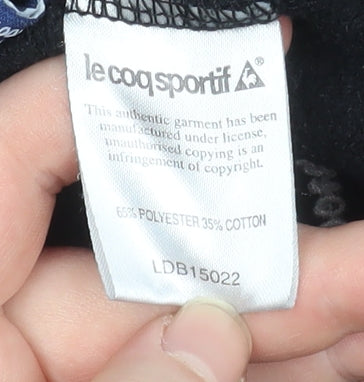 le coq sportif ®
This authentic garment has been
manufactured under license,
unauthorised copying is an
infringement of copyright.
65% POLYESTER 35% COTTON
LDB15022